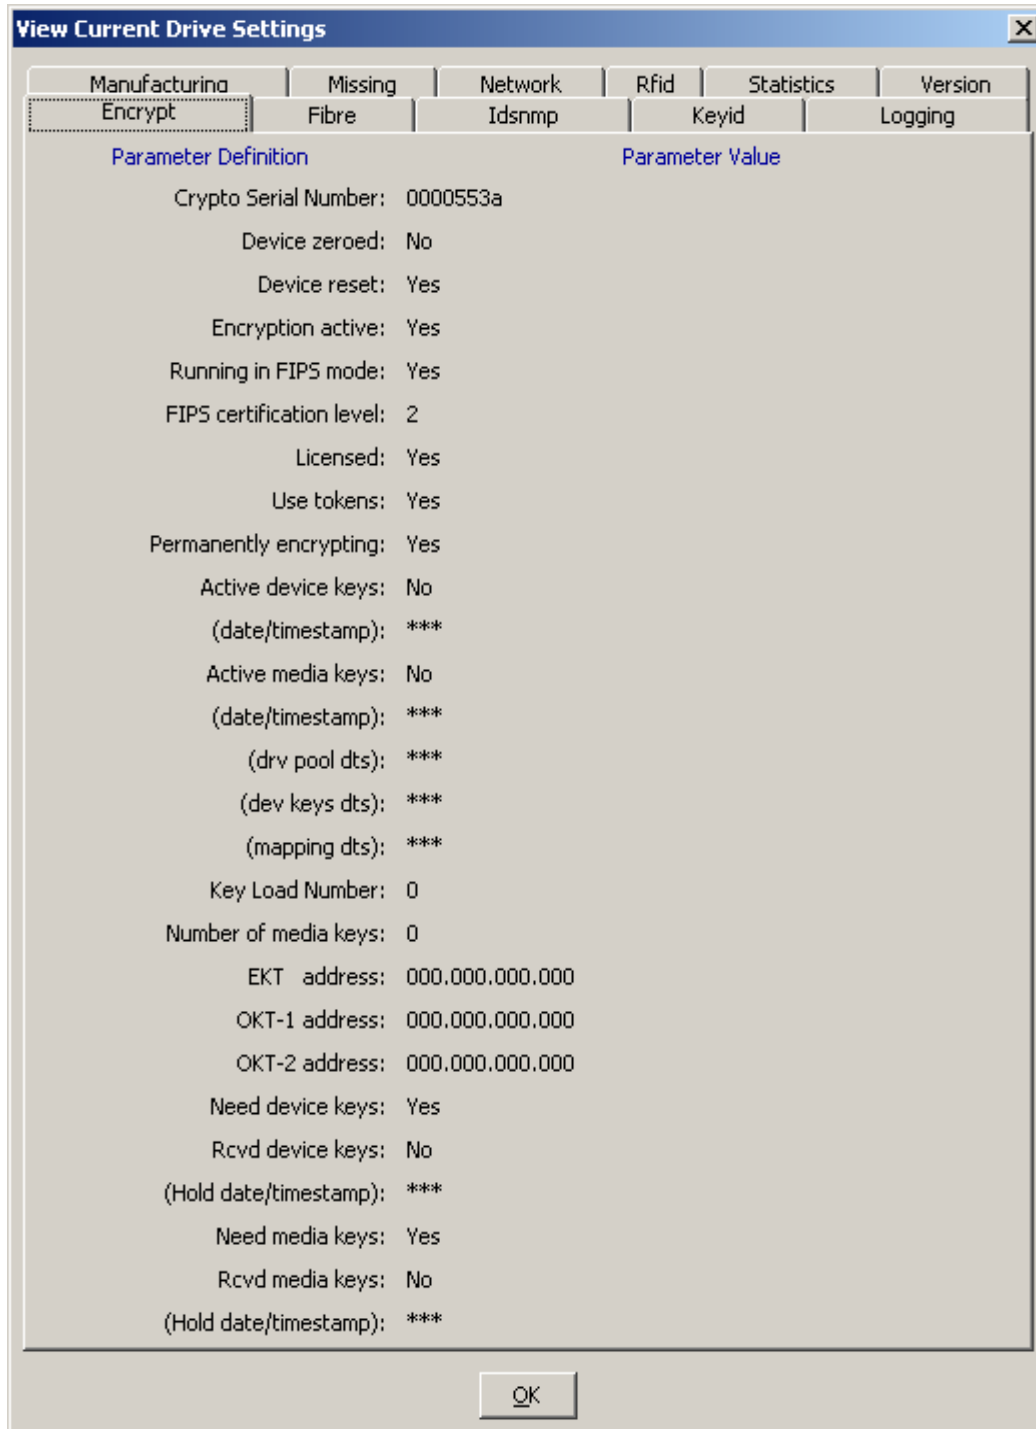 View Current Drive Settings
Manufacturing Missing Network Rfid Statistics Version
Encrypt Fibre Idsnmp Keyid Logging
Parameter Definition Parameter Value
Crypto Serial Number: 0000553a
Device zeroed: No
Device reset: Yes
Encryption active: Yes
Running in FIPS mode: Yes
FIPS certification level: 2
Licensed: Yes
Use tokens: Yes
Permanently encrypting: Yes
Active device keys: No
(date/timestamp): ***
Active media keys: No
(date/timestamp): ***
(drv pool dts): ***
(dev keys dts): ***
(mapping dts): ***
Key Load Number: 0
Number of media keys: 0
EKT address: 000.000.000.000
OKT-1 address: 000.000.000.000
OKT-2 address: 000.000.000.000
Need device keys: Yes
Rcvd device keys: No
(Hold date/timestamp): ***
Need media keys: Yes
Rcvd media keys: No
(Hold date/timestamp): ***
OK